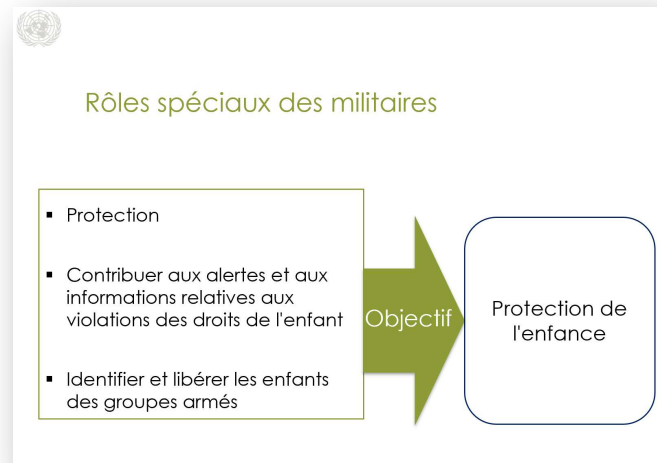 Rôles spéciaux des militaires
▪ Protection
▪ Contribuer aux alertes et aux
informations relatives aux
violations des droits de l'enfant
▪ Identifier et libérer les enfants
des groupes armés
Objectif
Protection de
l'enfance